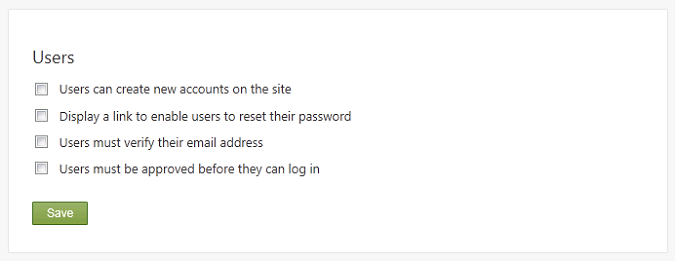 Users
Users can create new accounts on the site
Display a link to enable users to reset their password
Users must verify their email address
Users must be approved before they can log in
Save